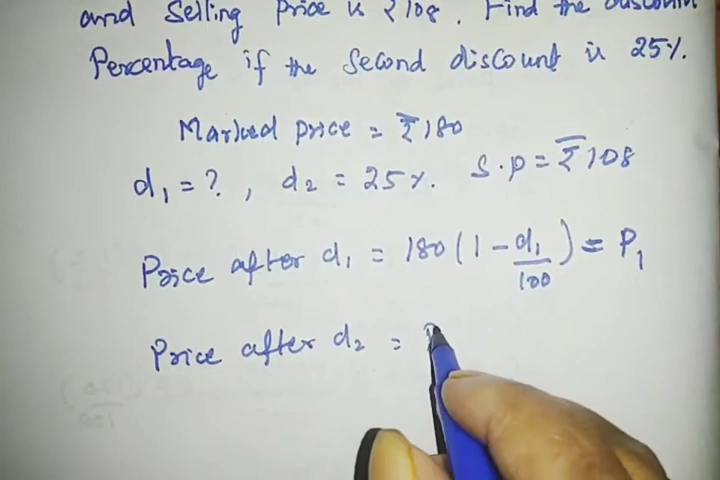 and Selling Price is ₹108. Find the discount
Percentage if the Second discount is 25%.
Marked price = ₹180
d₁ = ?, d₂ = 25%. S.P = ₹108
Price after d₁ = 180(1 - d₁/100) = P₁
Price after d₂ =